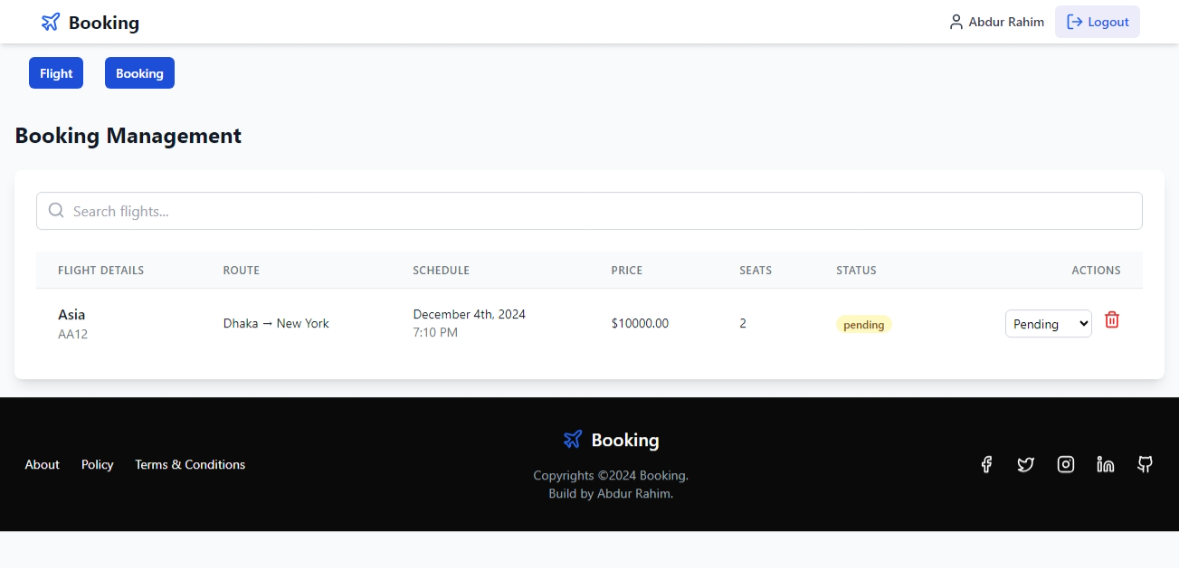 Booking
Abdur Rahim
Logout
Flight
Booking
Booking Management
Search flights...
FLIGHT DETAILS ROUTE SCHEDULE PRICE SEATS STATUS ACTIONS
Asia
AA12
Dhaka → New York
December 4th, 2024
7:10 PM
$10000.00
2
pending
Pending
Booking
About Policy Terms & Conditions
Copyrights ©2024 Booking.
Build by Abdur Rahim.